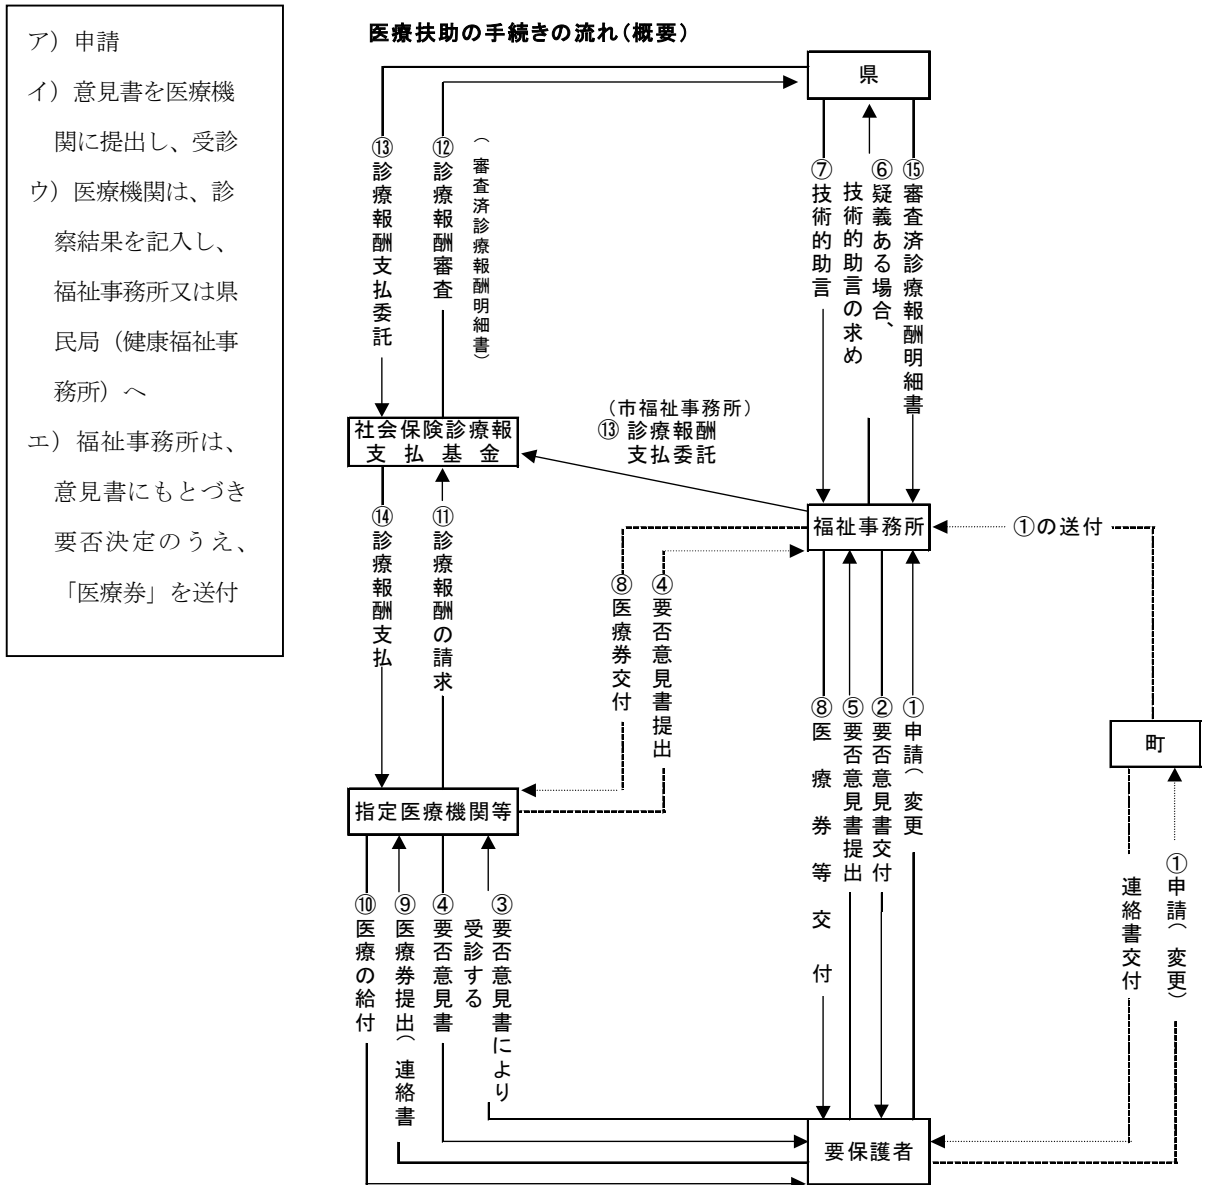 ア）申請
イ）意見書を医療機
関に提出し、受診
ウ）医療機関は、診
察結果を記入し、
福祉事務所又は県
民局（健康福祉事
務所）へ
エ）福祉事務所は、
意見書にもとづき
要否決定のうえ、
「医療券」を送付
医療扶助の手続きの流れ（概要）
県
⑬診療報酬支払委託
⑫診療報酬審査
（審査済診療報酬明細書）
⑦技術的助言
⑥疑義ある場合、
技術的助言の求め
⑮審査済診療報酬明細書
社会保険診療報
支払基金
（市福祉事務所）
⑬診療報酬
支払委託
福祉事務所
①の送付
⑭診療報酬支払
⑪診療報酬の請求
⑧医療券交付
④要否意見書提出
⑧医療券等交付
⑤要否意見書提出
②要否意見書交付
①申請（変更
町
指定医療機関等
⑩医療の給付
⑨医療券提出（連絡書
④要否意見書
③要否意見書により
受診する
連絡書交付
①申請（変更）
要保護者